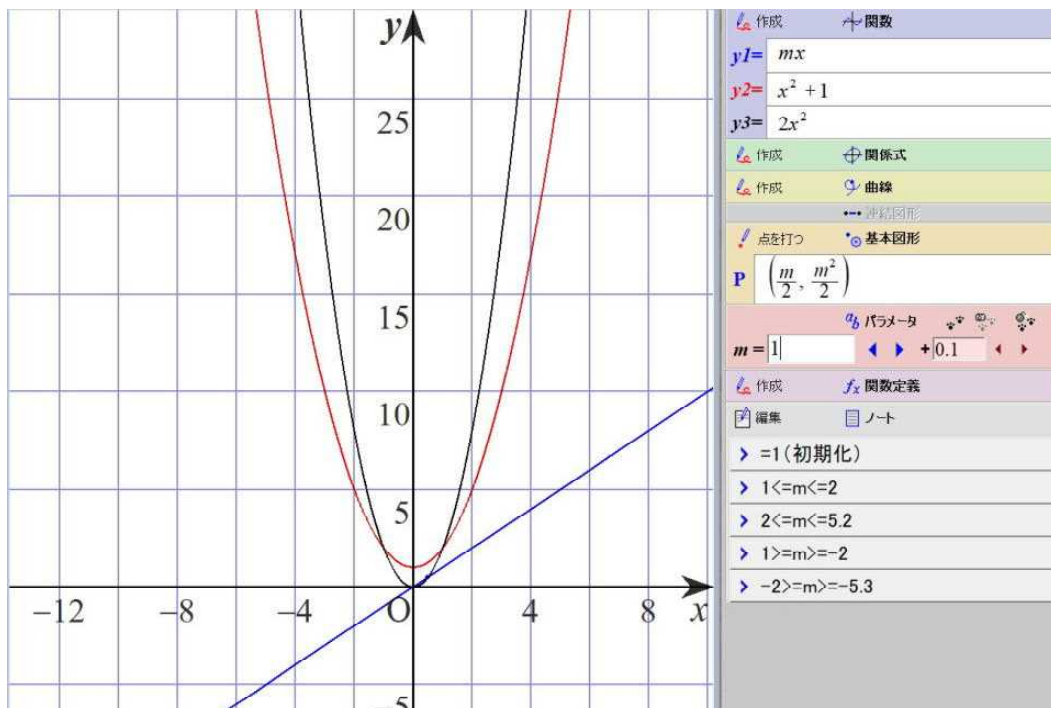 y
25
20
15
10
5
−12
−8
−4
O
4
8
x
−5
作成 関数
y1= mx
y2= x² + 1
y3= 2x²
作成 関係式
作成 曲線
連結図形
点を打つ 基本図形
P (m/2, m²/2)
ab パラメータ
m = 1 + 0.1
作成 fx 関数定義
編集 ノート
=1(初期化)
1<=m<=2
2<=m<=5.2
1>=m>=-2
-2>=m>=-5.3